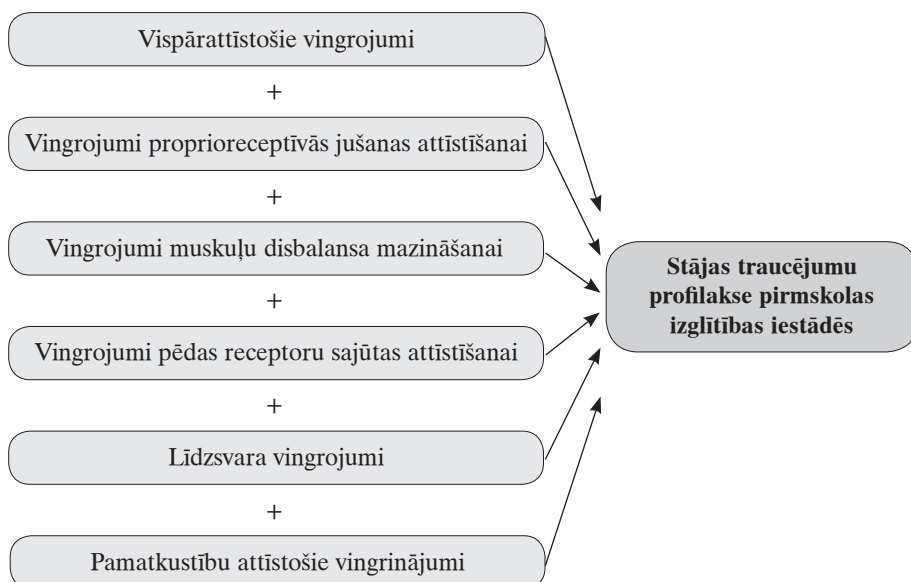 Vispārattīstošie vingrojumi
+
Vingrojumi proprioreceptīvās jušanas attīstīšanai
+
Vingrojumi muskuļu disbalansa mazināšanai
+
Vingrojumi pēdas receptoru sajūtas attīstīšanai
+
Līdzsvara vingrojumi
+
Pamatkustību attīstošie vingrinājumi
Stājas traucējumu
profilakse pirmskolas
izglītības iestādēs